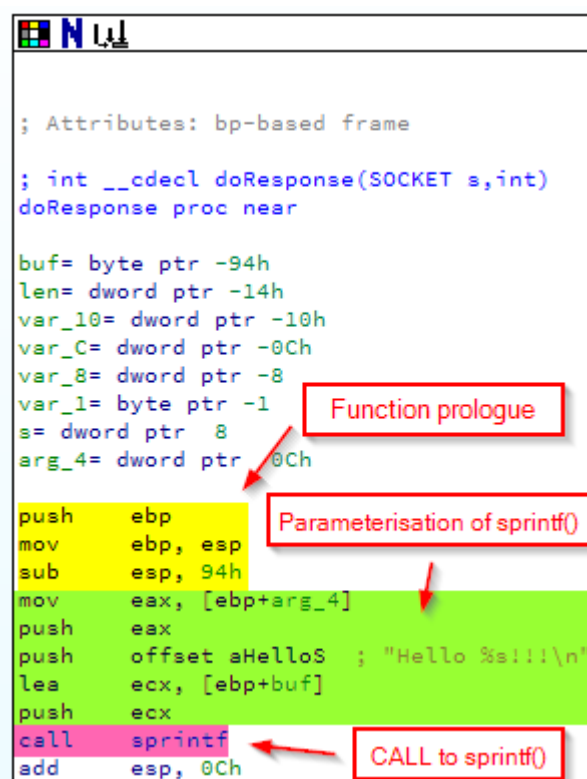 ; Attributes: bp-based frame
; int __cdecl doResponse(SOCKET s,int)
doResponse proc near
buf= byte ptr -94h
len= dword ptr -14h
var_10= dword ptr -10h
var_C= dword ptr -0Ch
var_8= dword ptr -8
var_1= byte ptr -1
s= dword ptr  8
arg_4= dword ptr  0Ch
Function prologue
push    ebp
mov     ebp, esp
sub     esp, 94h
Parameterisation of sprintf()
mov     eax, [ebp+arg_4]
push    eax
push    offset aHelloS  ; "Hello %s!!!\n"
lea     ecx, [ebp+buf]
push    ecx
call    sprintf
CALL to sprintf()
add     esp, 0Ch